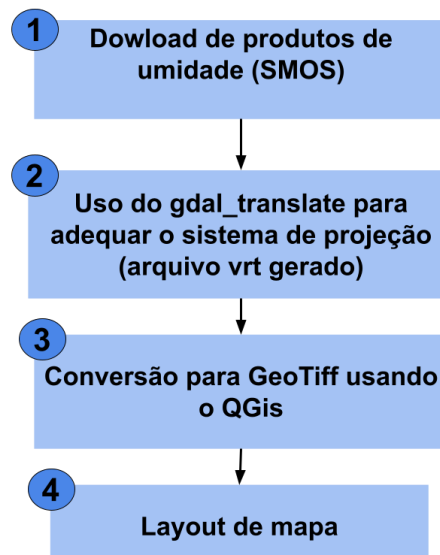 1
Dowload de produtos de
umidade (SMOS)
2
Uso do gdal_translate para
adequar o sistema de projeção
(arquivo vrt gerado)
3
Conversão para GeoTiff usando
o QGis
4
Layout de mapa